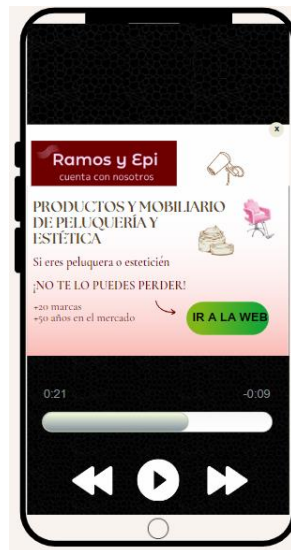 x
Ramos y Epi
cuenta con nosotros
PRODUCTOS Y MOBILIARIO
DE PELUQUERÍA Y
ESTÉTICA
Si eres peluquera o estetición
¡NO TE LO PUEDES PERDER!
+20 marcas
+50 años en el mercado
IR A LA WEB
0:21
-0:09